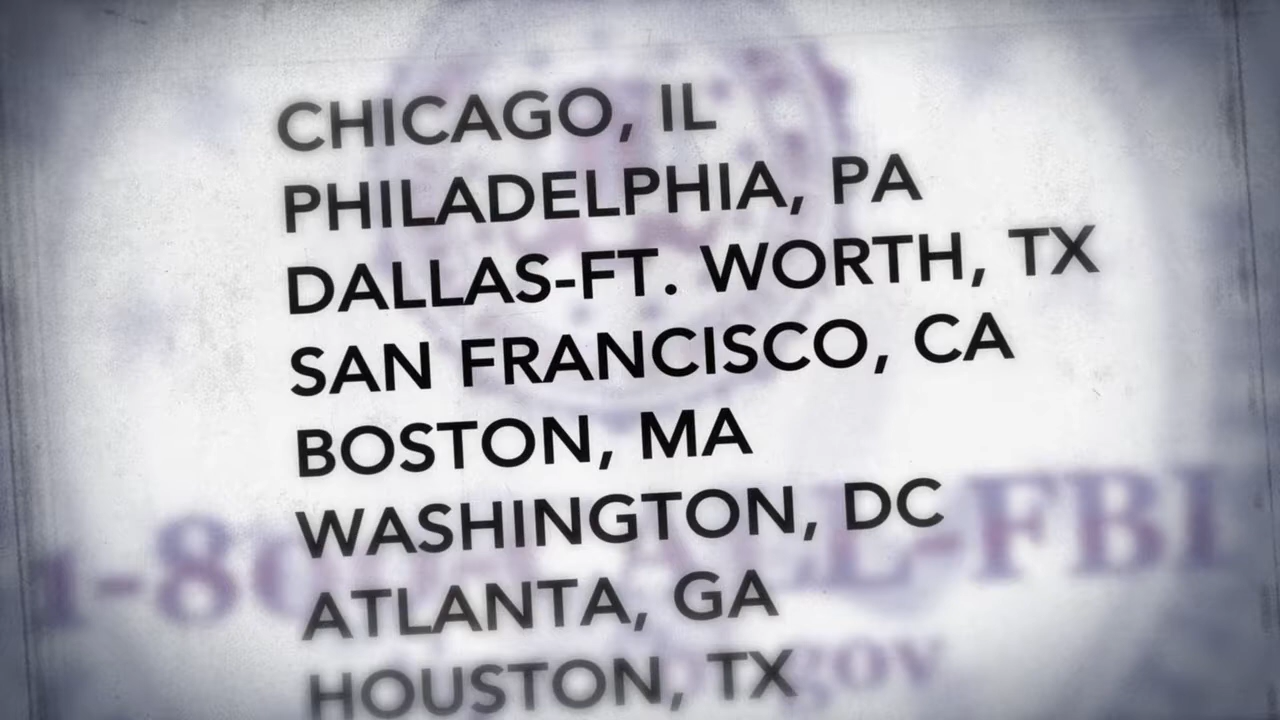 CHICAGO, IL
PHILADELPHIA, PA
DALLAS-FT. WORTH, TX
SAN FRANCISCO, CA
BOSTON, MA
WASHINGTON, DC
ATLANTA, GA
HOUSTON, TX